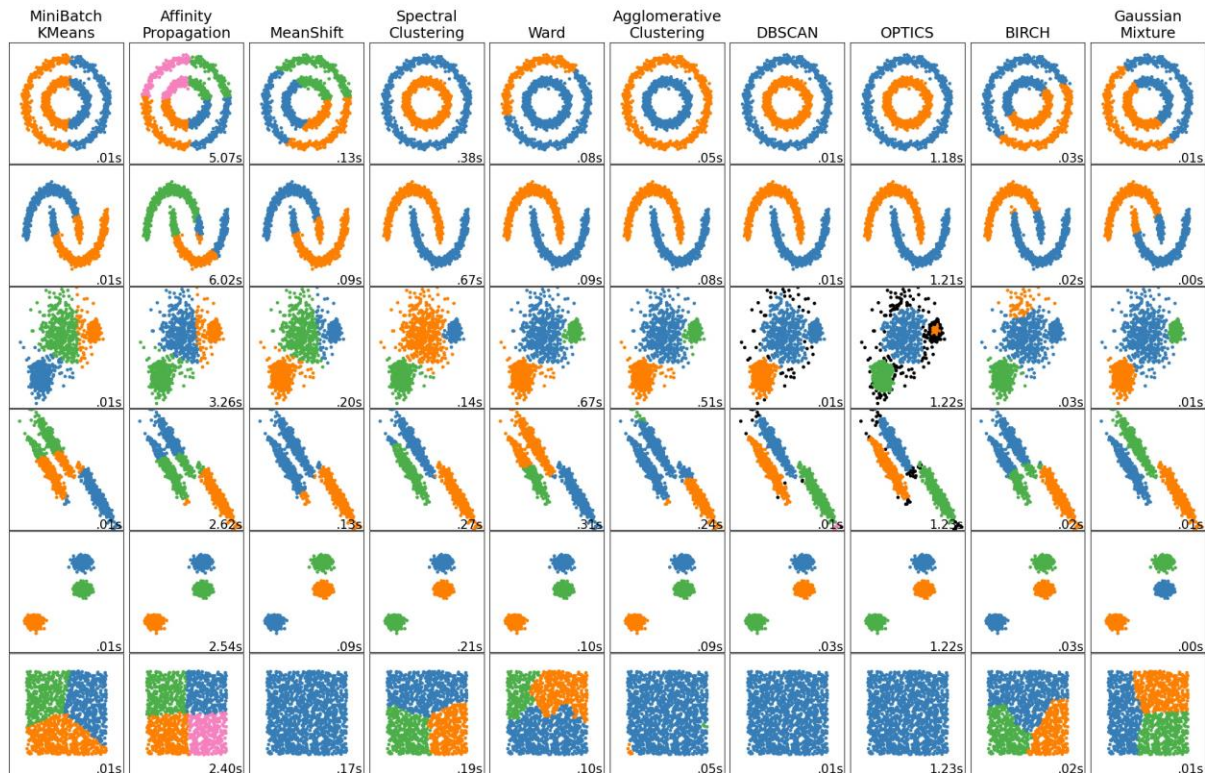 MiniBatch KMeans
Affinity Propagation
MeanShift
Spectral Clustering
Ward
Agglomerative Clustering
DBSCAN
OPTICS
BIRCH
Gaussian Mixture
.01s 5.07s .13s .38s .08s .05s .01s 1.18s .03s .01s
.01s 6.02s .09s .67s .09s .08s .01s 1.21s .02s .00s
.01s 3.26s .20s .14s .67s .51s .01s 1.22s .03s .01s
.01s 2.62s .13s .27s .31s .24s .01s 1.23s .02s .01s
.01s 2.54s .09s .21s .10s .09s .03s 1.22s .03s .00s
.01s 2.40s .17s .19s .10s .05s .01s 1.23s .02s .01s